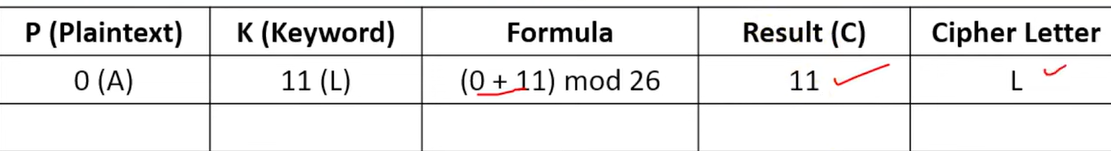 P (Plaintext) K (Keyword) Formula Result (C) Cipher Letter
0 (A) 11 (L) (0 + 11) mod 26 11 L